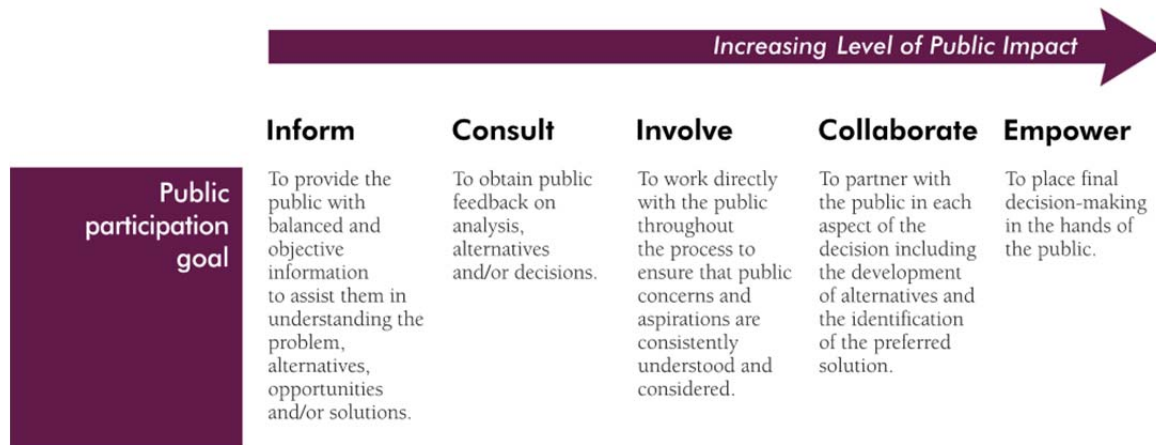 Increasing Level of Public Impact
Inform
Consult
Involve
Collaborate
Empower
Public
participation
goal
To provide the
public with
balanced and
objective
information
to assist them in
understanding the
problem,
alternatives,
opportunities
and/or solutions.
To obtain public
feedback on
analysis,
alternatives
and/or decisions.
To work directly
with the public
throughout
the process to
ensure that public
concerns and
aspirations are
consistently
understood and
considered.
To partner with
the public in each
aspect of the
decision including
the development
of alternatives and
the identification
of the preferred
solution.
To place final
decision-making
in the hands of
the public.